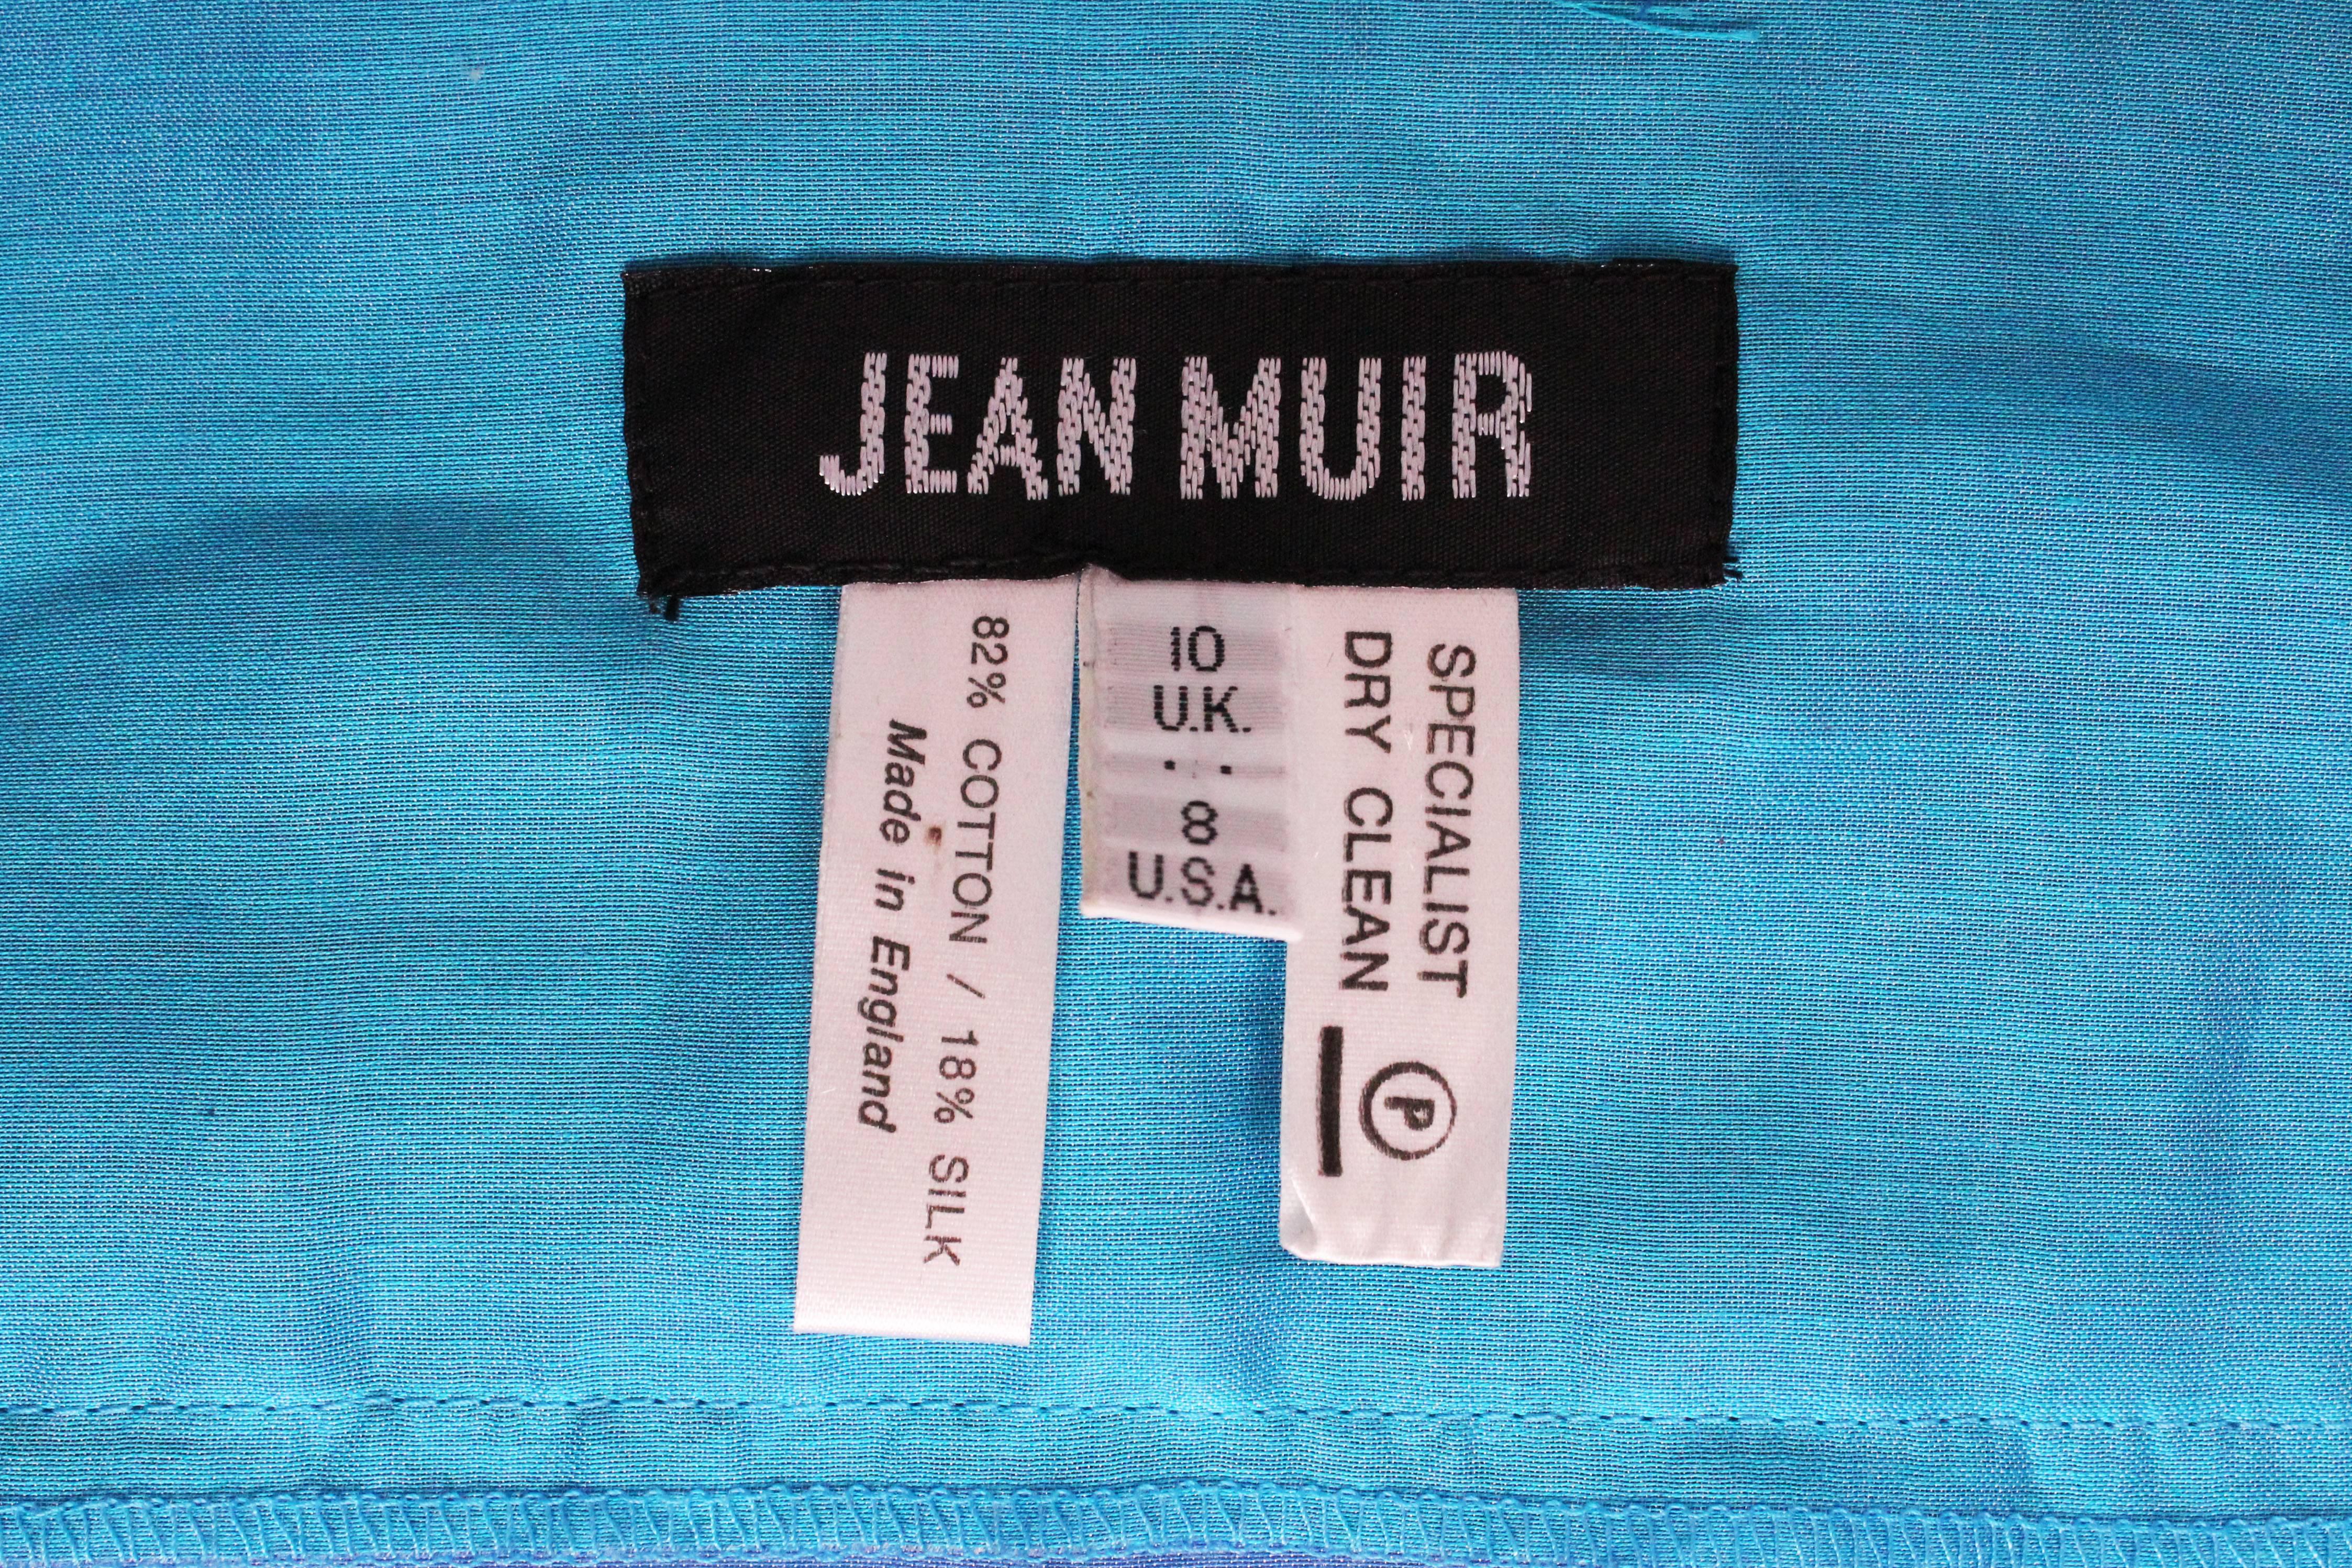 JEAN MUIR
82% COTTON / 18% SILK
Made in England
10
U.K.
8
U.S.A.
SPECIALIST
DRY CLEAN
P